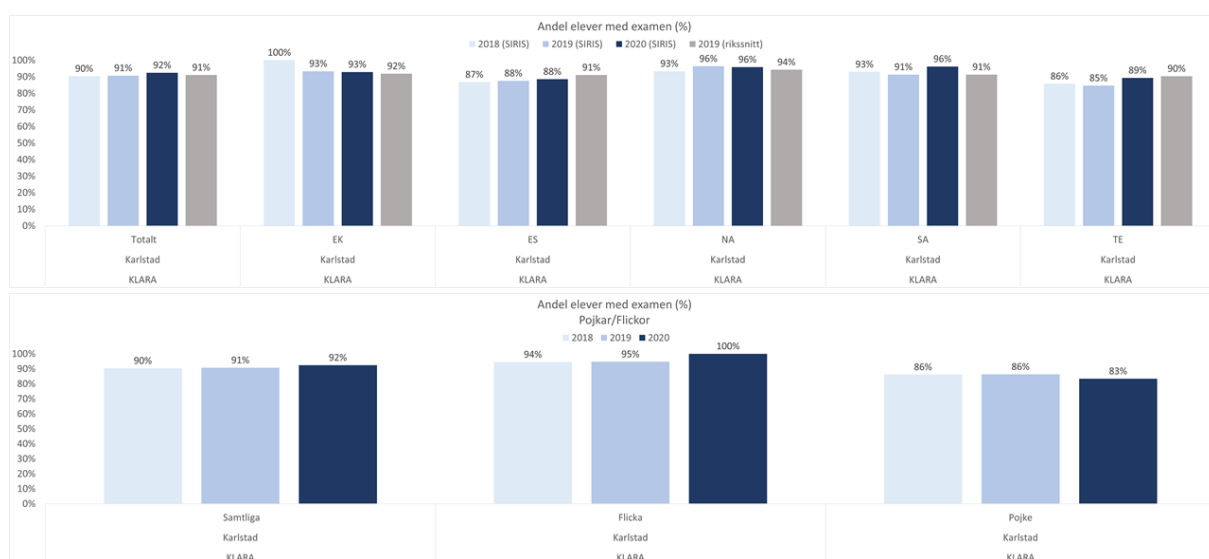 Andel elever med examen (%)
2018 (SIRIS) 2019 (SIRIS) 2020 (SIRIS) 2019 (rikssnitt)
100%
90%
80%
70%
60%
50%
40%
30%
20%
10%
0%
90% 91% 92% 91%
100% 93% 93% 92%
87% 88% 88% 91%
93% 96% 96% 94%
93% 91% 96% 91%
86% 85% 89% 90%
Totalt EK ES NA SA TE
Karlstad Karlstad Karlstad Karlstad Karlstad Karlstad
KLARA KLARA KLARA KLARA KLARA KLARA
Andel elever med examen (%)
Pojkar/Flickor
2018 2019 2020
100%
90%
80%
70%
60%
50%
40%
30%
20%
10%
0%
90% 91% 92%
94% 95% 100%
86% 86% 83%
Samtliga Flicka Pojke
Karlstad Karlstad Karlstad
KLARA KLARA KLARA